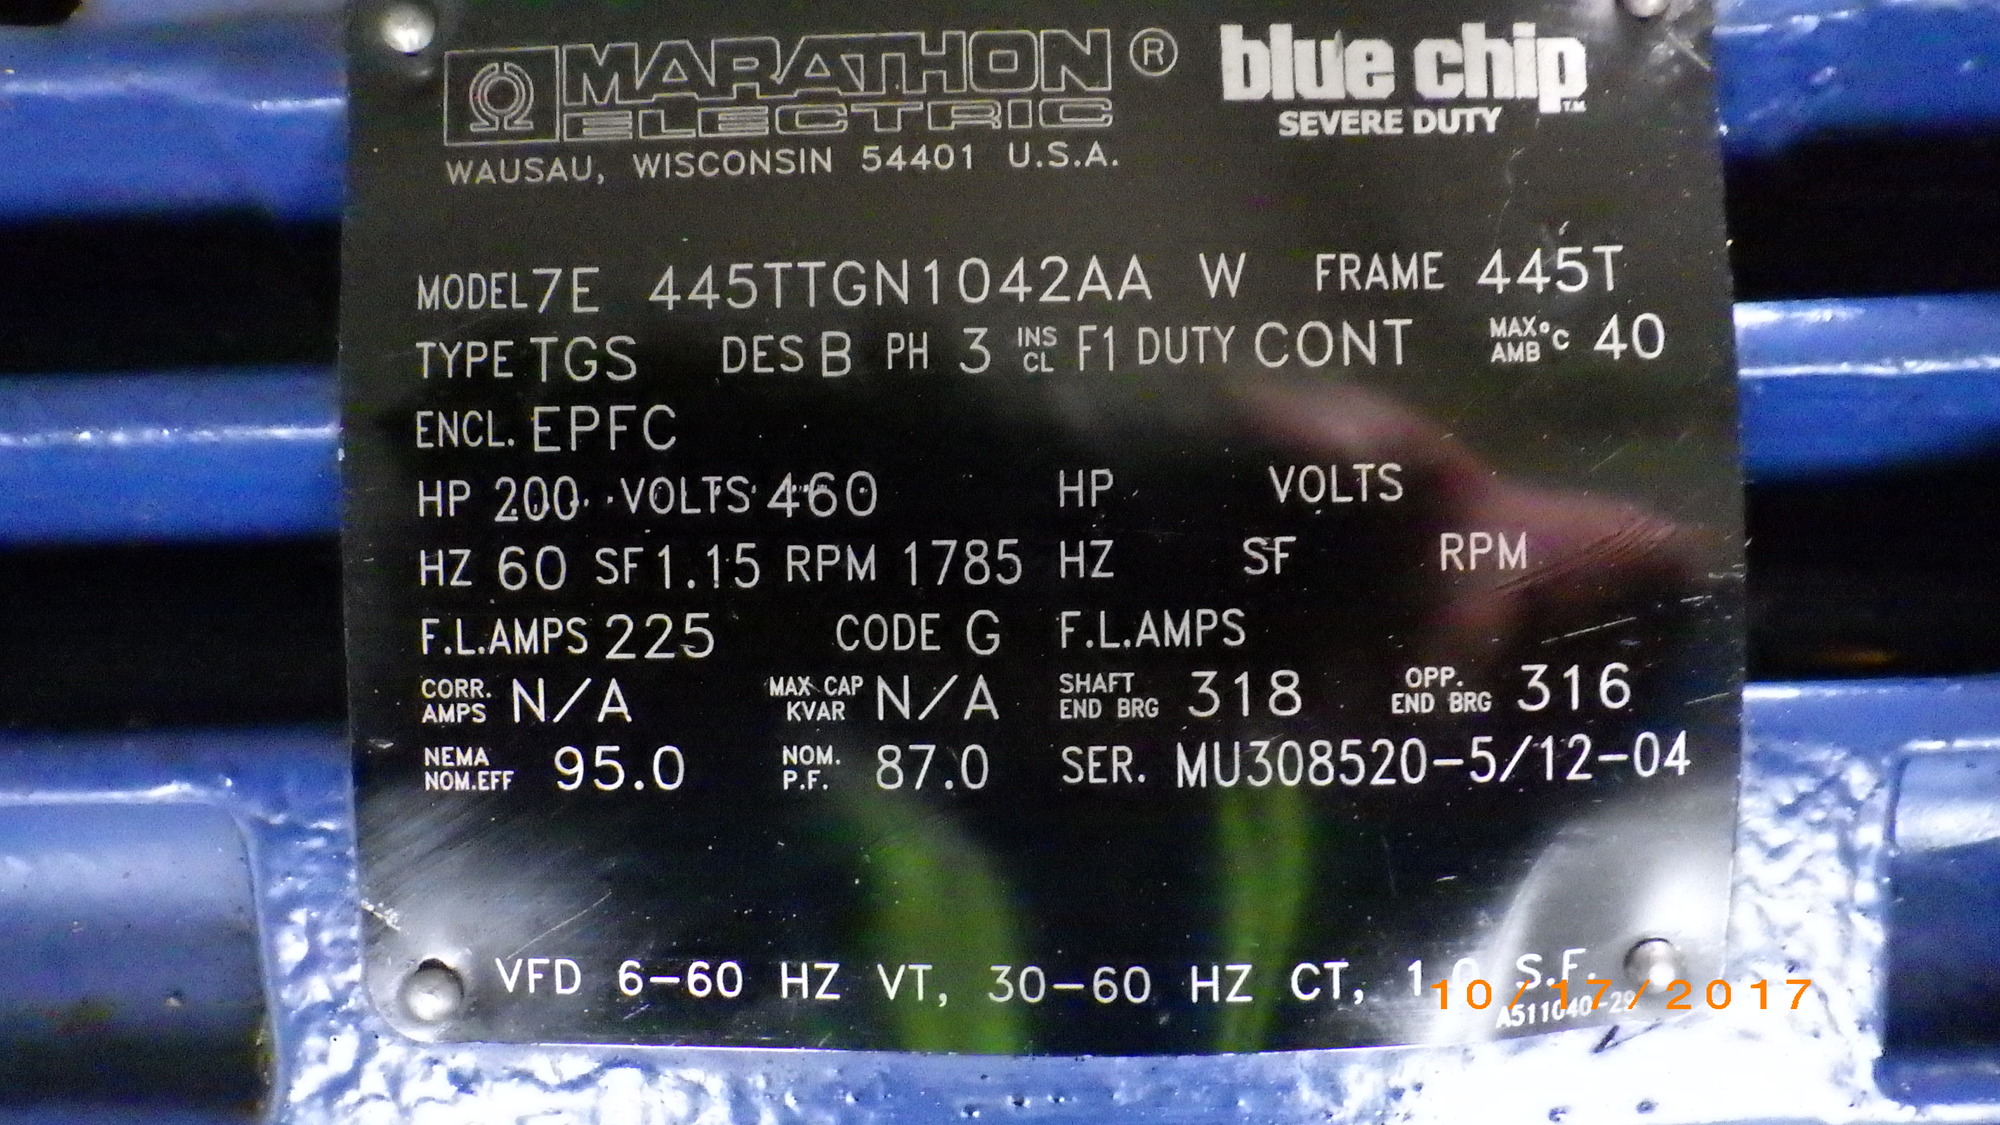 MARATHON ® blue chip™
ELECTRIC SEVERE DUTY
WAUSAU, WISCONSIN 54401 U.S.A.
MODEL 7E 445TTGN1042AA W FRAME 445T
TYPE TGS DES B PH 3 INS CL F1 DUTY CONT MAX °C AMB 40
ENCL. EPFC
HP 200 VOLTS 460 HP VOLTS
HZ 60 SF 1.15 RPM 1785 HZ SF RPM
F.L.AMPS 225 CODE G F.L.AMPS
CORR. AMPS N/A MAX CAP KVAR N/A SHAFT END BRG 318 OPP. END BRG 316
NEMA NOM.EFF 95.0 NOM. P.F. 87.0 SER. MU308520-5/12-04
VFD 6-60 HZ VT, 30-60 HZ CT, 1.0 S.F.
10/17/2017